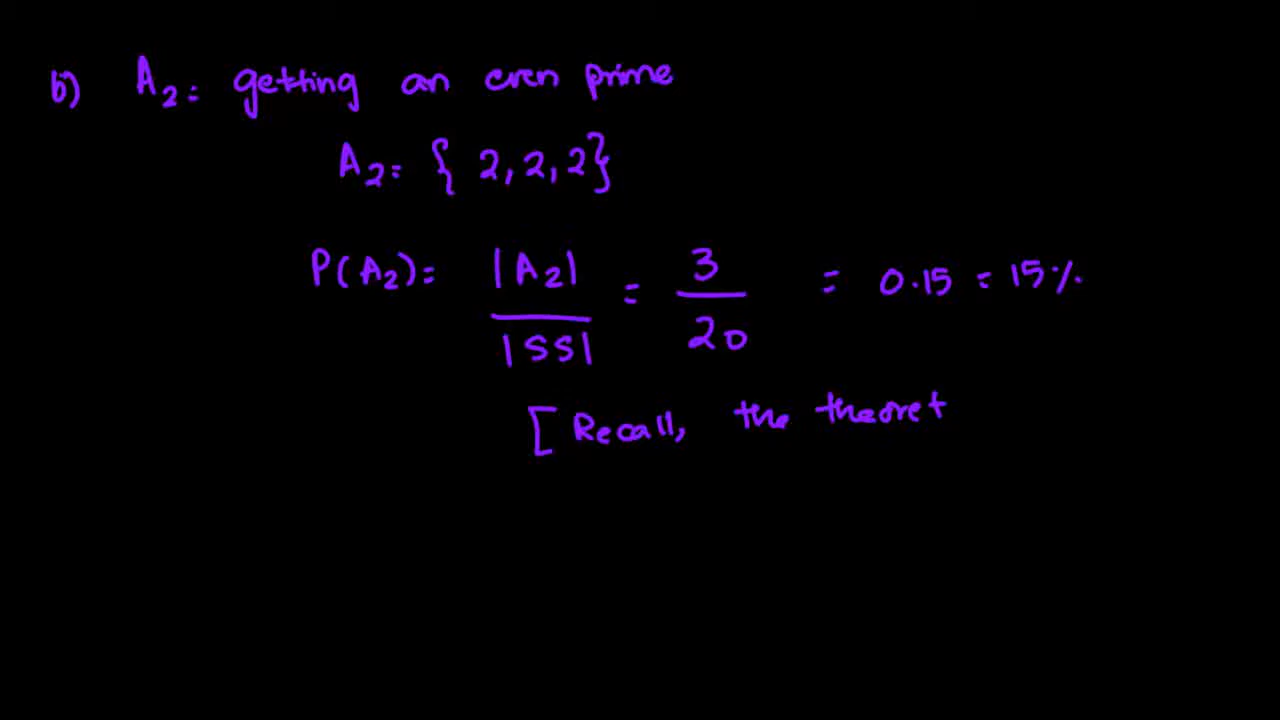 b) A₂ = getting an even prime
A₂ = { 2, 2, 2}
P(A₂) = |A₂| / |SS| = 3 / 20 = 0.15 = 15%
[ Recall, the theoret